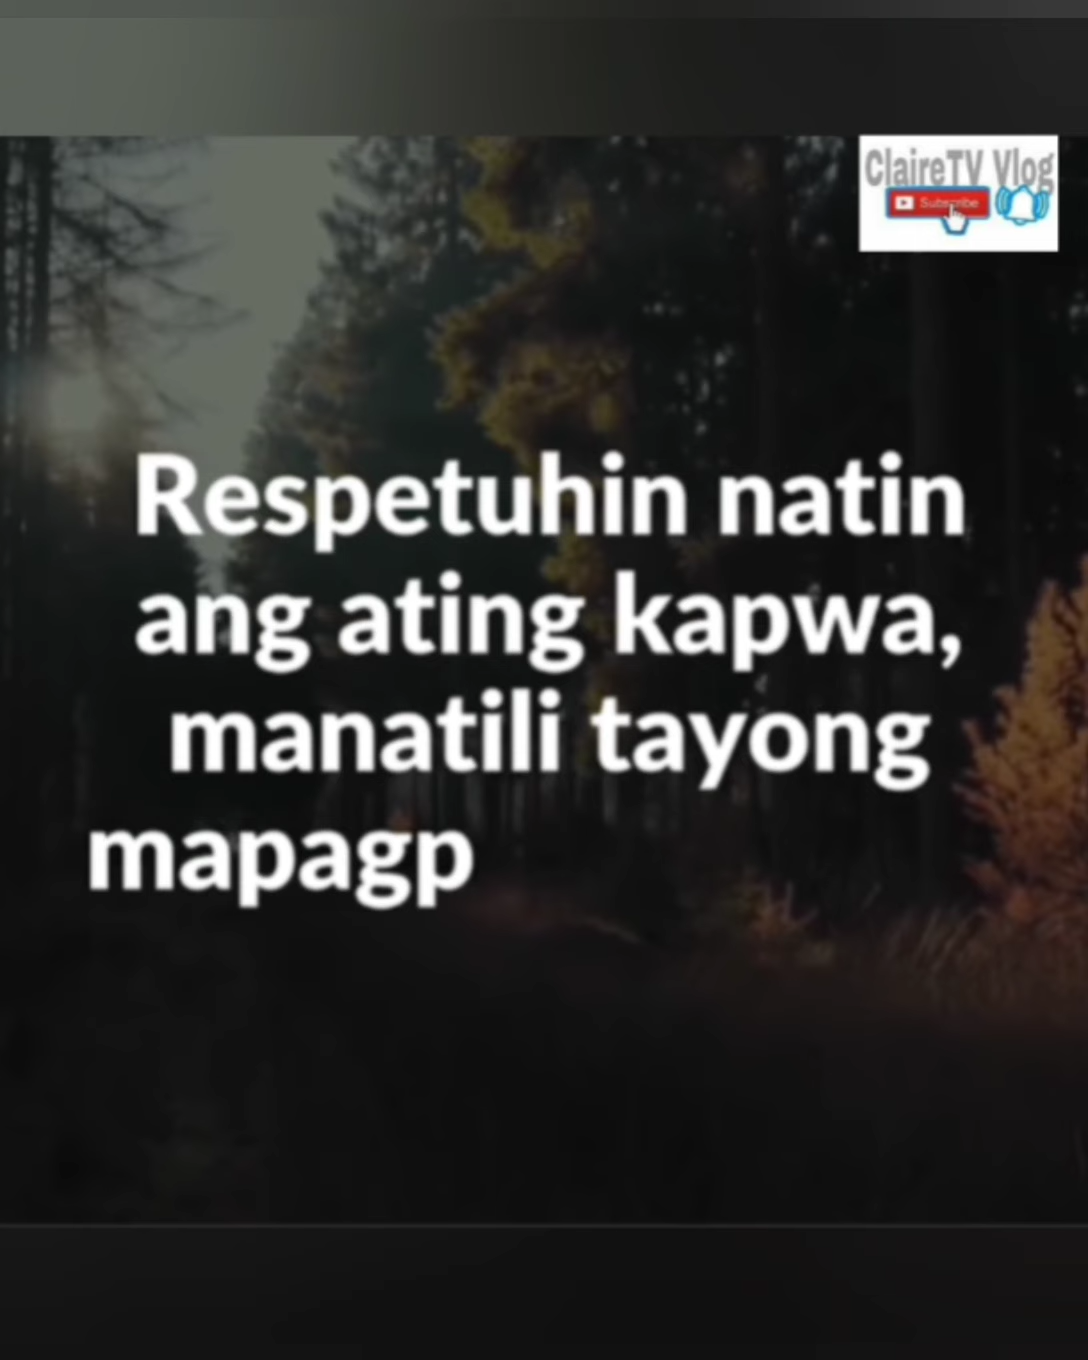 ClaireTV Vlog
Subscribe
Respetuhin natin
ang ating kapwa,
manatili tayong
mapagp